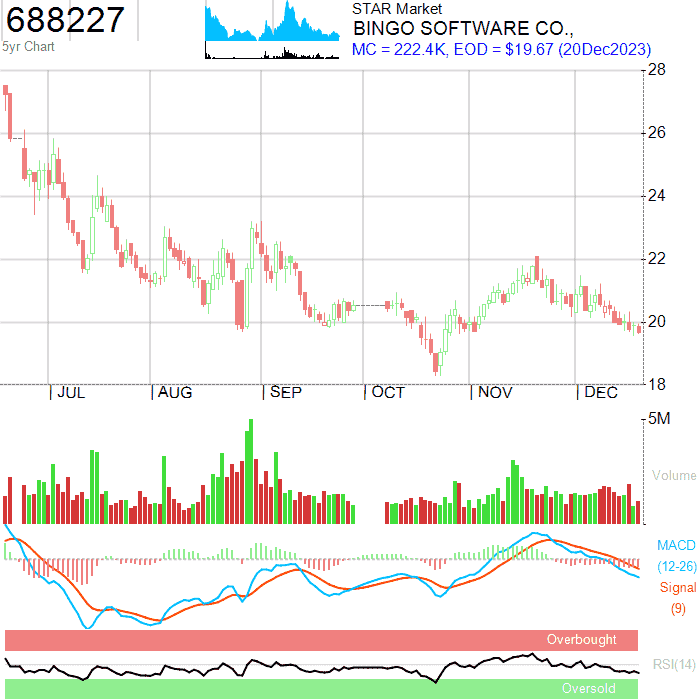 688227
5yr Chart
STAR Market
BINGO SOFTWARE CO.,
MC = 222.4K, EOD = $19.67 (20Dec2023)
28
26
24
22
20
18
JUL AUG SEP OCT NOV DEC
5M
Volume
MACD
(12-26)
Signal
(9)
Overbought
RSI(14)
Oversold